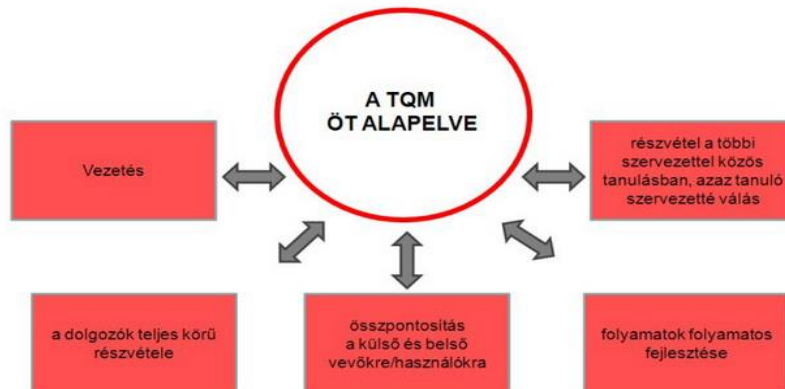 A TQM
ÖT ALAPELVE
Vezetés
részvétel a többi
szervezettel közös
tanulásban, azaz tanuló
szervezetté válás
a dolgozók teljes körű
részvétele
összpontosítás
a külső és belső
vevőkre/használókra
folyamatok folyamatos
fejlesztése